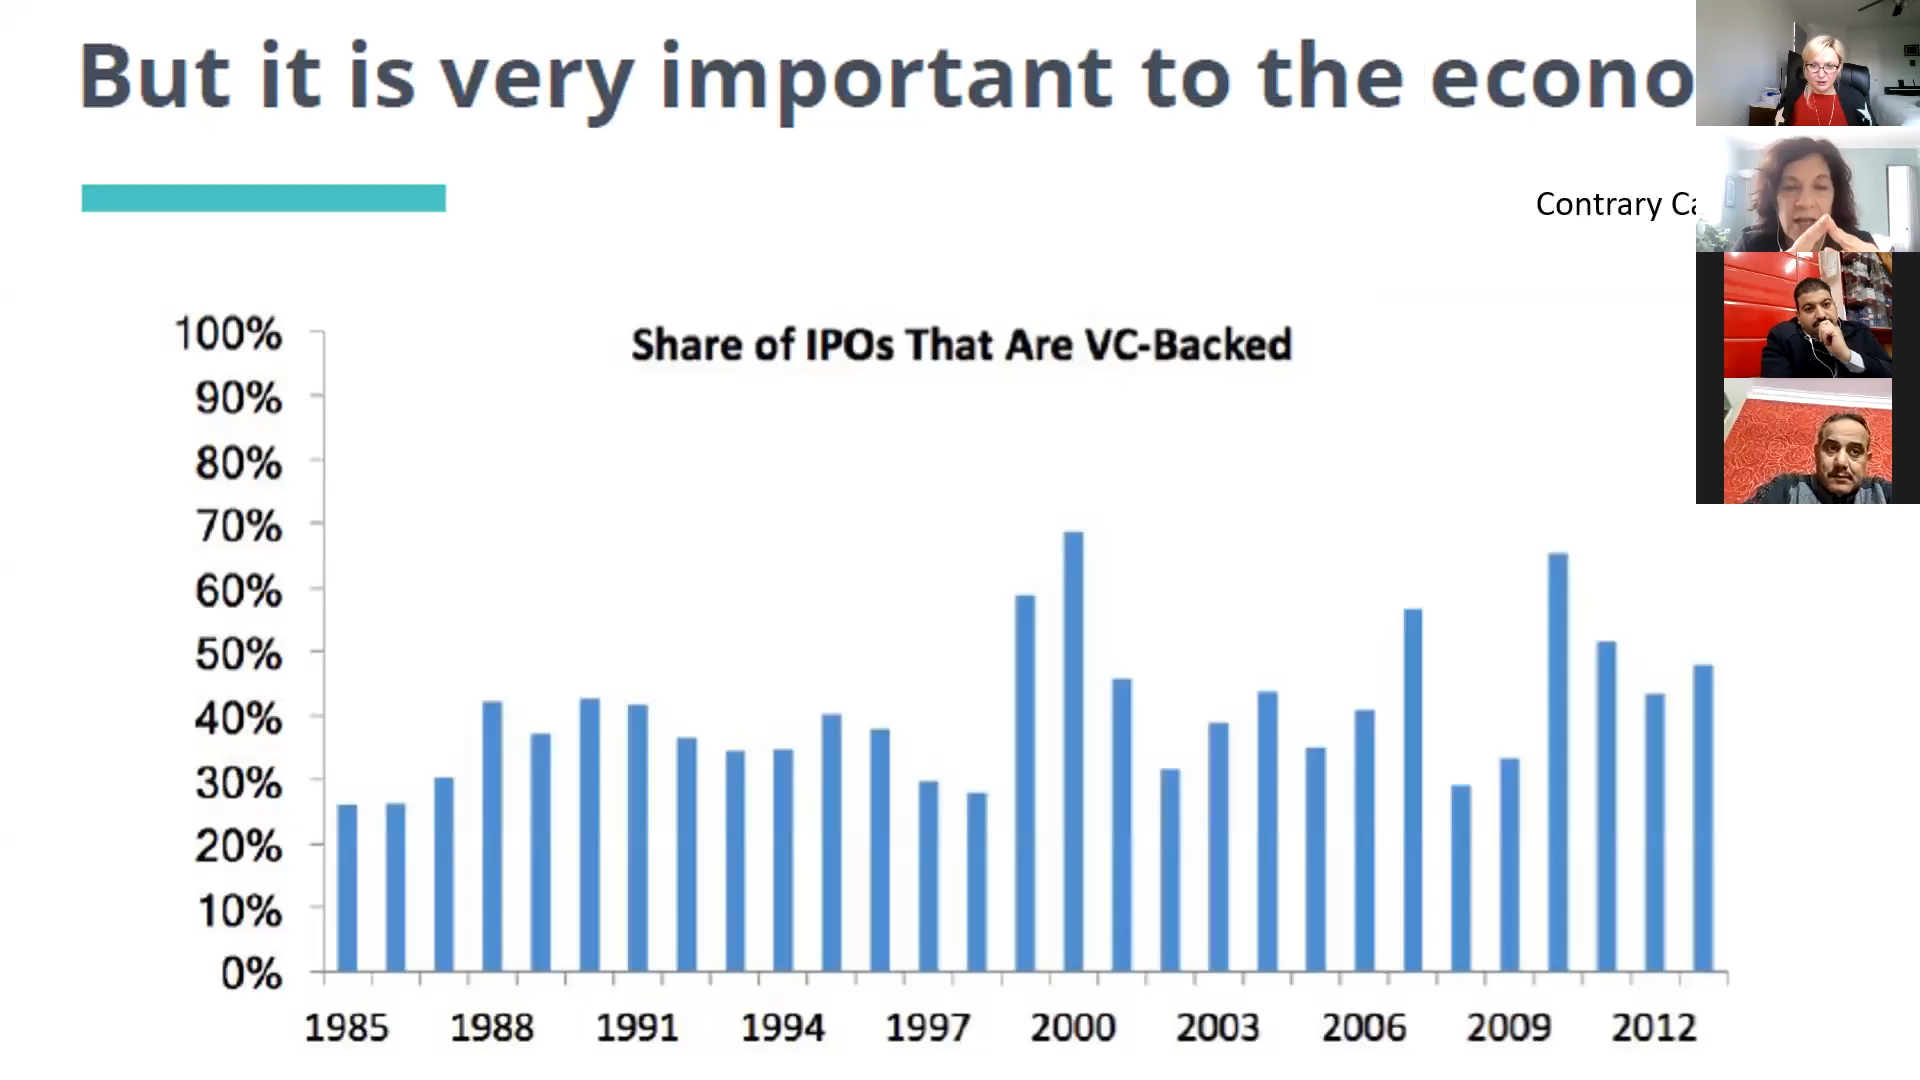 But it is very important to the econo
Contrary Ca
Share of IPOs That Are VC-Backed
100%
90%
80%
70%
60%
50%
40%
30%
20%
10%
0%
1985 1988 1991 1994 1997 2000 2003 2006 2009 2012